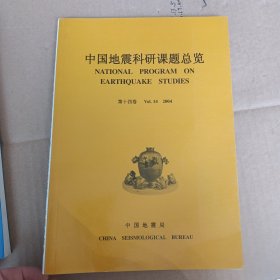 中国地震科研课题总览
NATIONAL PROGRAM ON
EARTHQUAKE STUDIES
第十四卷 Vol. 14 2004
中国地震局
CHINA SEISMOLOGICAL BUREAU